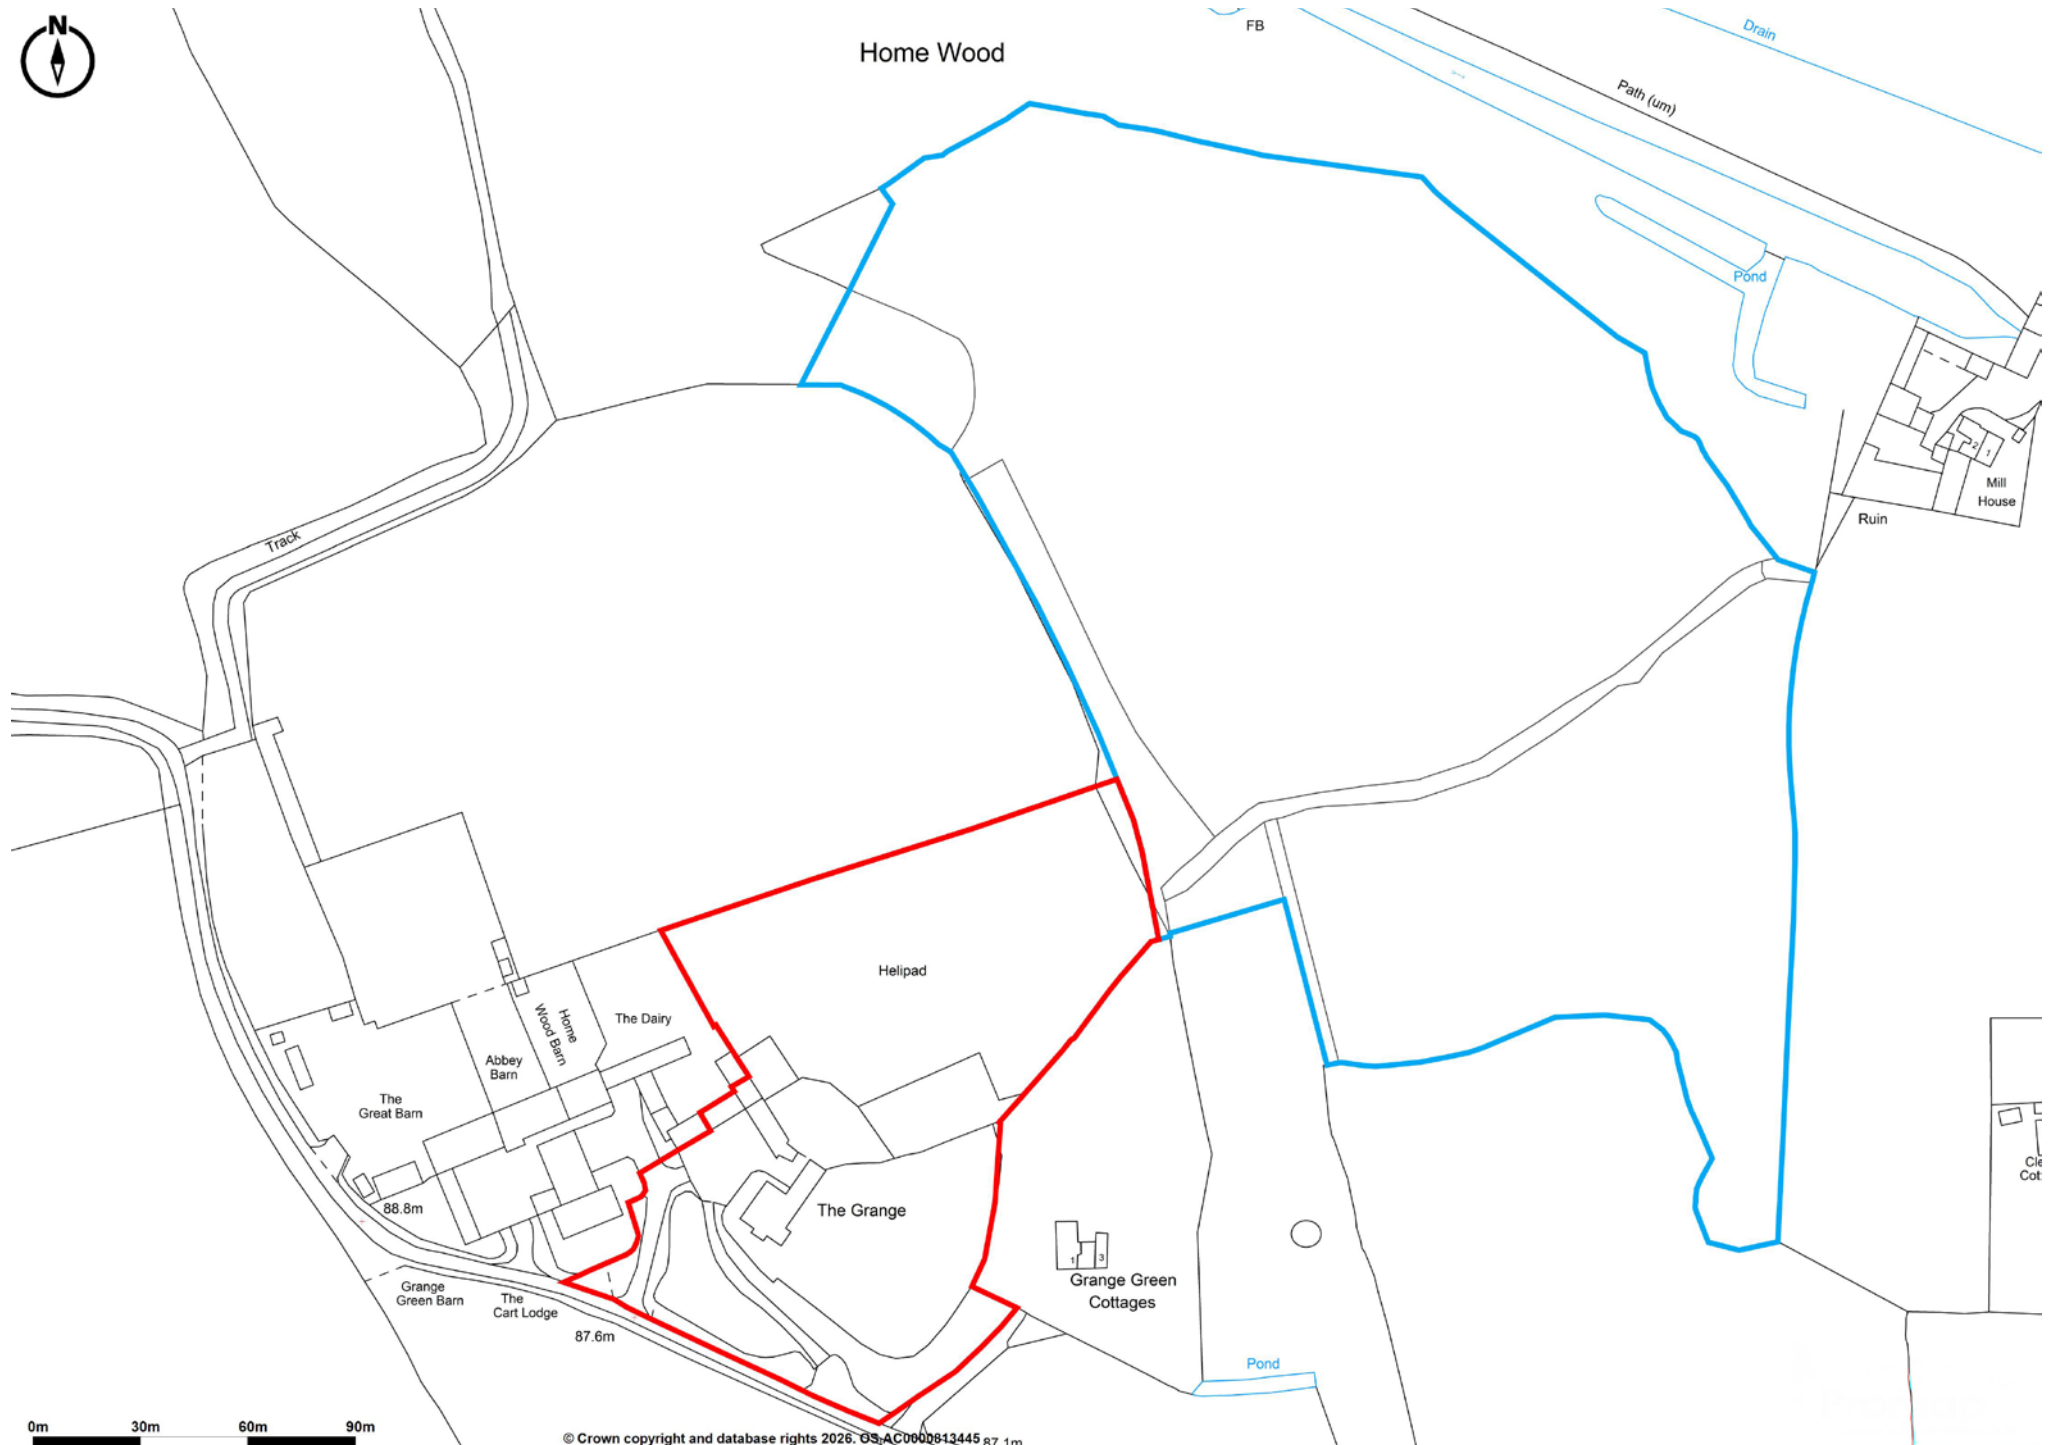 N
Home Wood
FB
Drain
Path (um)
Pond
2
1
Mill
House
Ruin
Track
Helipad
The Dairy
Home
Wood Barn
Abbey
Barn
The
Great Barn
The Grange
88.8m
Grange
Green Barn
The
Cart Lodge
87.6m
1
3
Grange Green
Cottages
Pond
0m
30m
60m
90m
© Crown copyright and database rights 2026. OS AC0000813445
87.1m